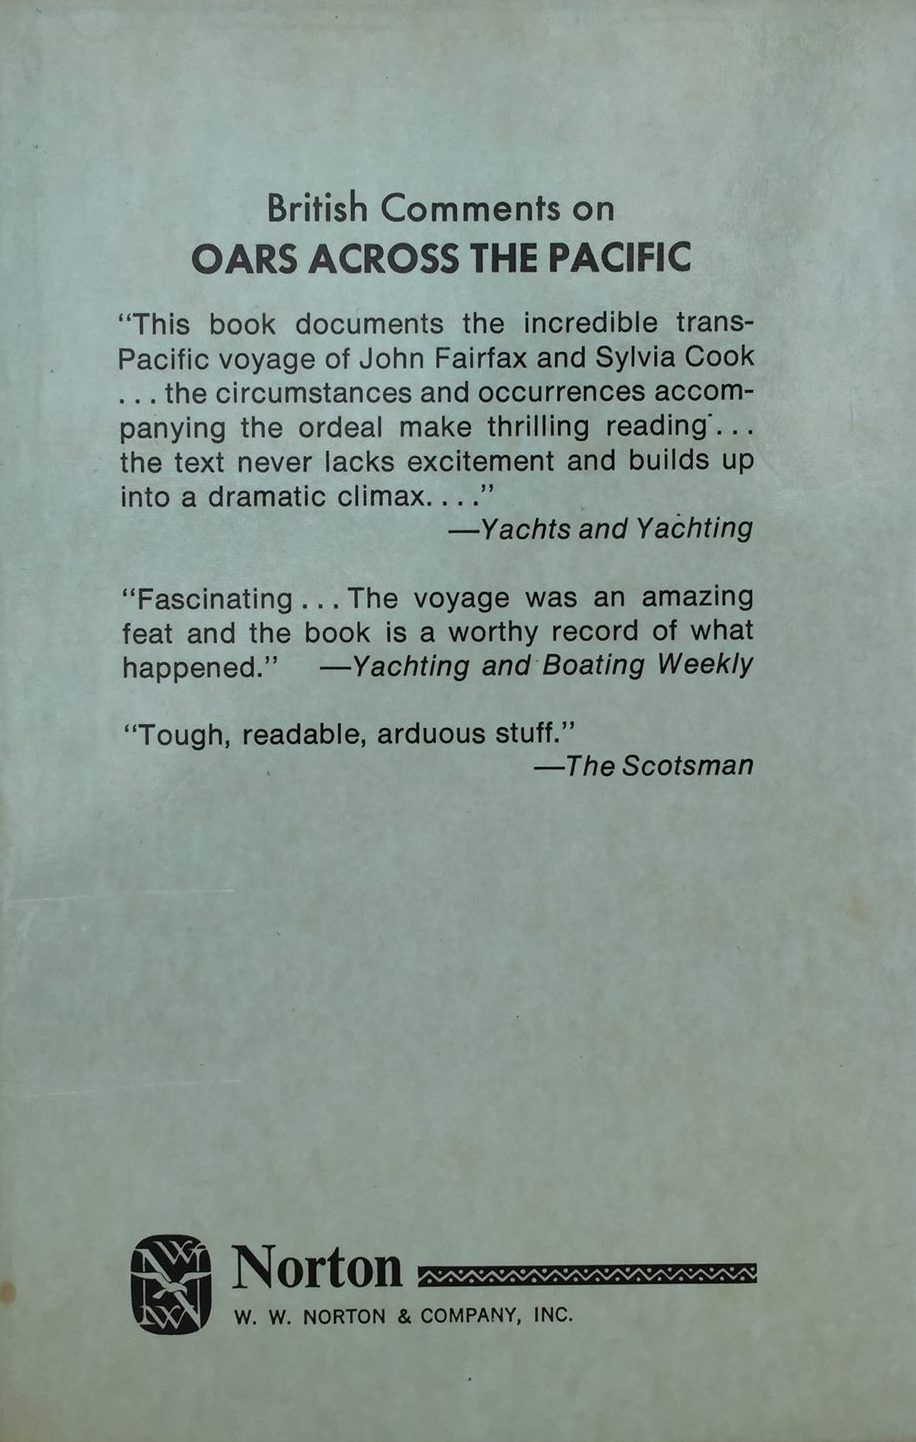 British Comments on
OARS ACROSS THE PACIFIC
"This book documents the incredible trans-
Pacific voyage of John Fairfax and Sylvia Cook
. . . the circumstances and occurrences accom-
panying the ordeal make thrilling reading . . .
the text never lacks excitement and builds up
into a dramatic climax. . . ."
—Yachts and Yachting
"Fascinating . . . The voyage was an amazing
feat and the book is a worthy record of what
happened." —Yachting and Boating Weekly
"Tough, readable, arduous stuff."
—The Scotsman
Norton
W. W. NORTON & COMPANY, INC.